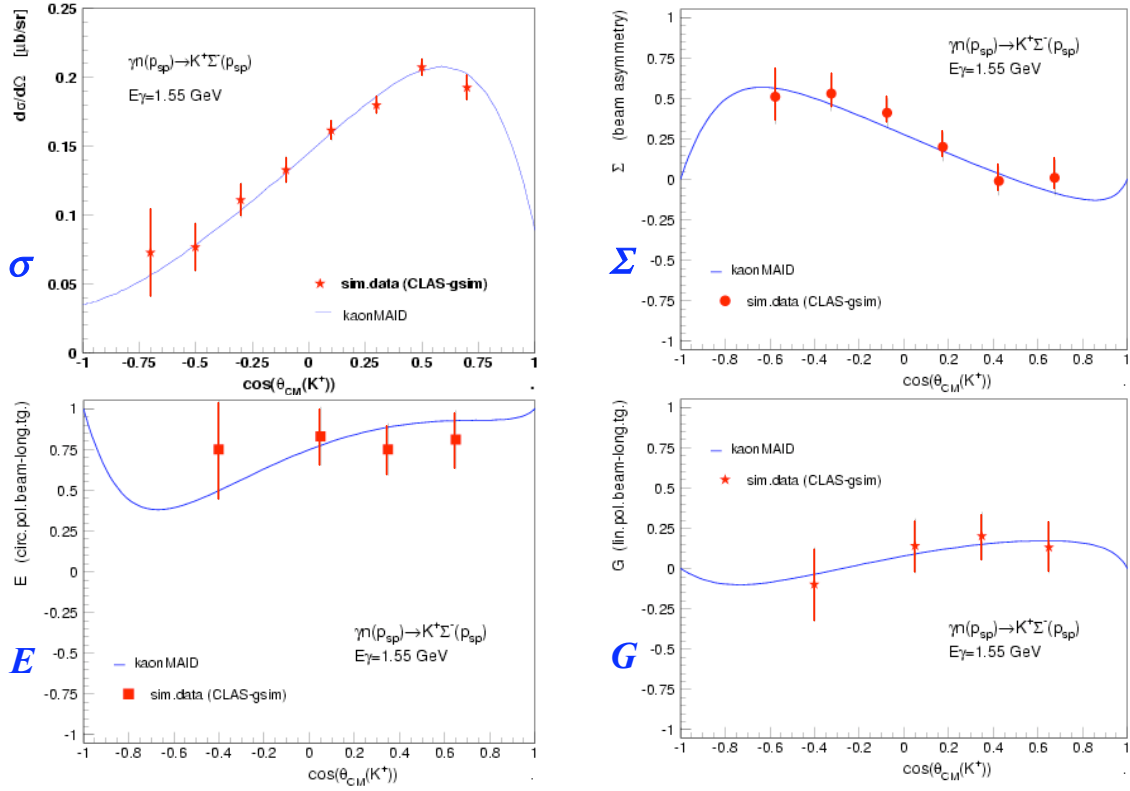 dσ/dΩ [μb/sr]
0.25
0.2
0.15
0.1
0.05
0
γn(p_sp)→K⁺Σ⁻(p_sp)
Eγ=1.55 GeV
sim.data (CLAS-gsim)
kaonMAID
σ
-1 -0.75 -0.5 -0.25 0 0.25 0.5 0.75 1
cos(θ_CM(K⁺))
.
Σ (beam asymmetry)
1
0.75
0.5
0.25
0
-0.25
-0.5
-0.75
-1
γn(p_sp)→K⁺Σ⁻(p_sp)
Eγ=1.55 GeV
kaonMAID
sim.data (CLAS-gsim)
Σ
-1 -0.8 -0.6 -0.4 -0.2 0 0.2 0.4 0.6 0.8 1
cos(θ_CM(K⁺))
.
E (circ.pol.beam-long.tg.)
1
0.75
0.5
0.25
0
-0.25
-0.5
-0.75
-1
γn(p_sp)→K⁺Σ⁻(p_sp)
Eγ=1.55 GeV
kaonMAID
sim.data (CLAS-gsim)
E
-1 -0.8 -0.6 -0.4 -0.2 0 0.2 0.4 0.6 0.8 1
cos(θ_CM(K⁺))
.
G (lin.pol.beam-long.tg.)
1
0.75
0.5
0.25
0
-0.25
-0.5
-0.75
-1
kaonMAID
sim.data (CLAS-gsim)
γn(p_sp)→K⁺Σ⁻(p_sp)
Eγ=1.55 GeV
G
-1 -0.8 -0.6 -0.4 -0.2 0 0.2 0.4 0.6 0.8 1
cos(θ_CM(K⁺))
.